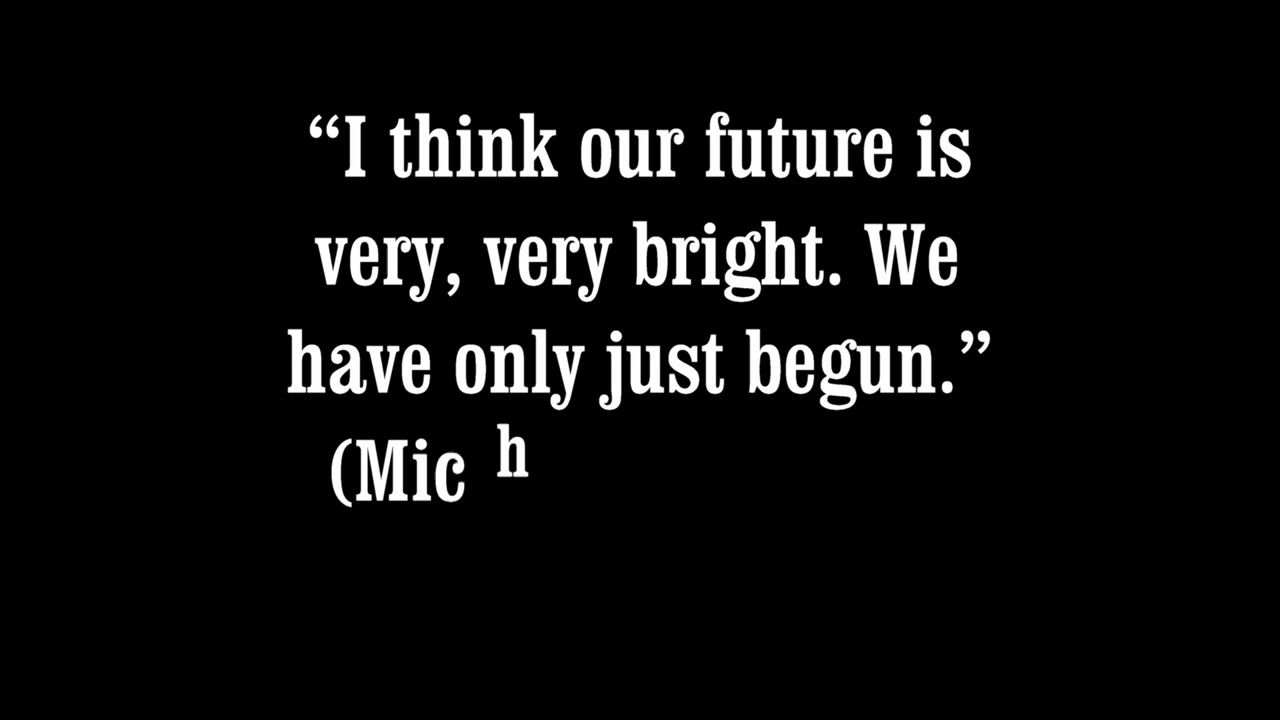 “I think our future is
very, very bright. We
have only just begun.”
(Mic h